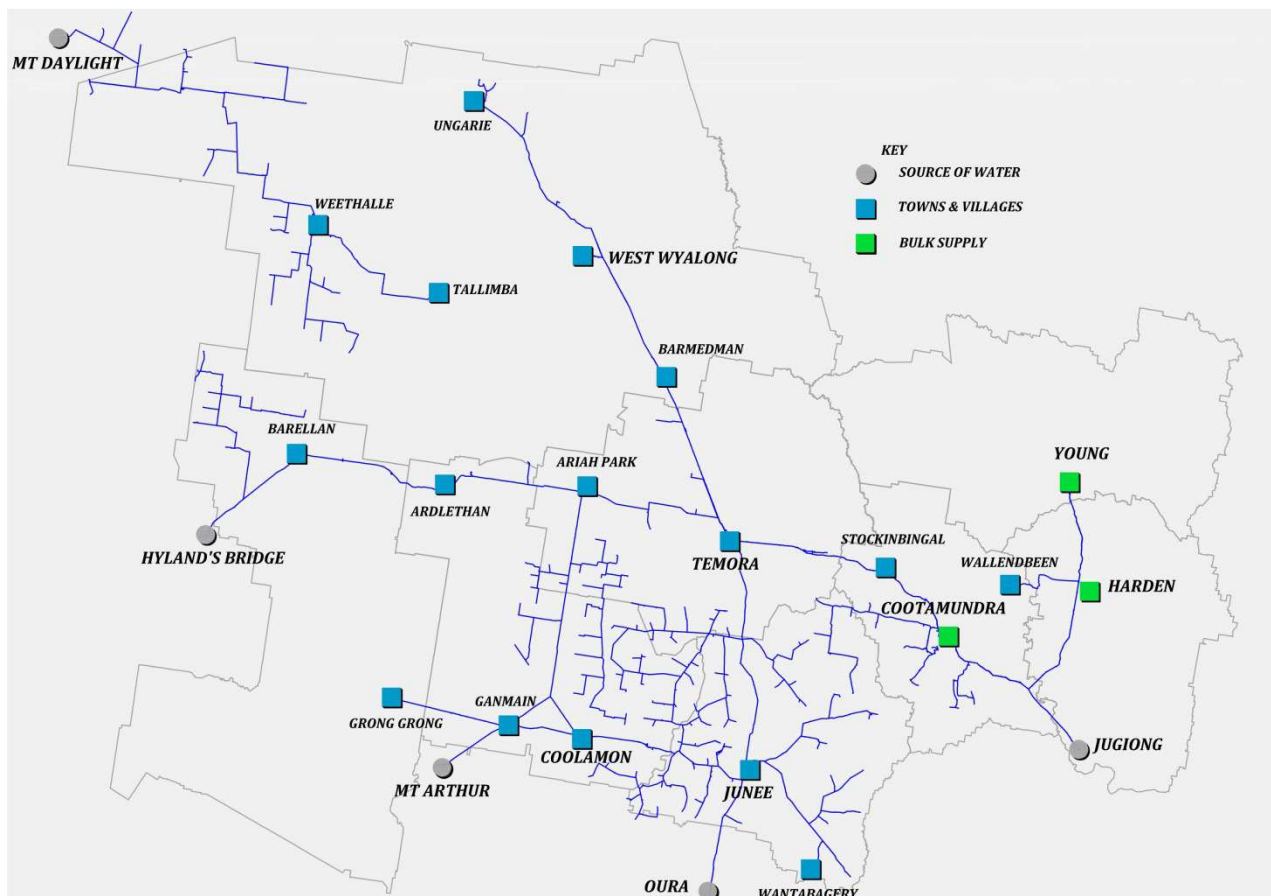 MT DAYLIGHT
UNGARIE
KEY
SOURCE OF WATER
TOWNS & VILLAGES
BULK SUPPLY
WEETHALLE
WEST WYALONG
TALLIMBA
BARMEDMAN
BARELLAN
ARIAH PARK
YOUNG
ARDLETHAN
HYLAND'S BRIDGE
TEMORA
STOCKINBINGAL
WALLENDBEEN
HARDEN
COOTAMUNDRA
GRONG GRONG
GANMAIN
COOLAMON
JUGIONG
MT ARTHUR
JUNEE
OURA
WANTABAGERY